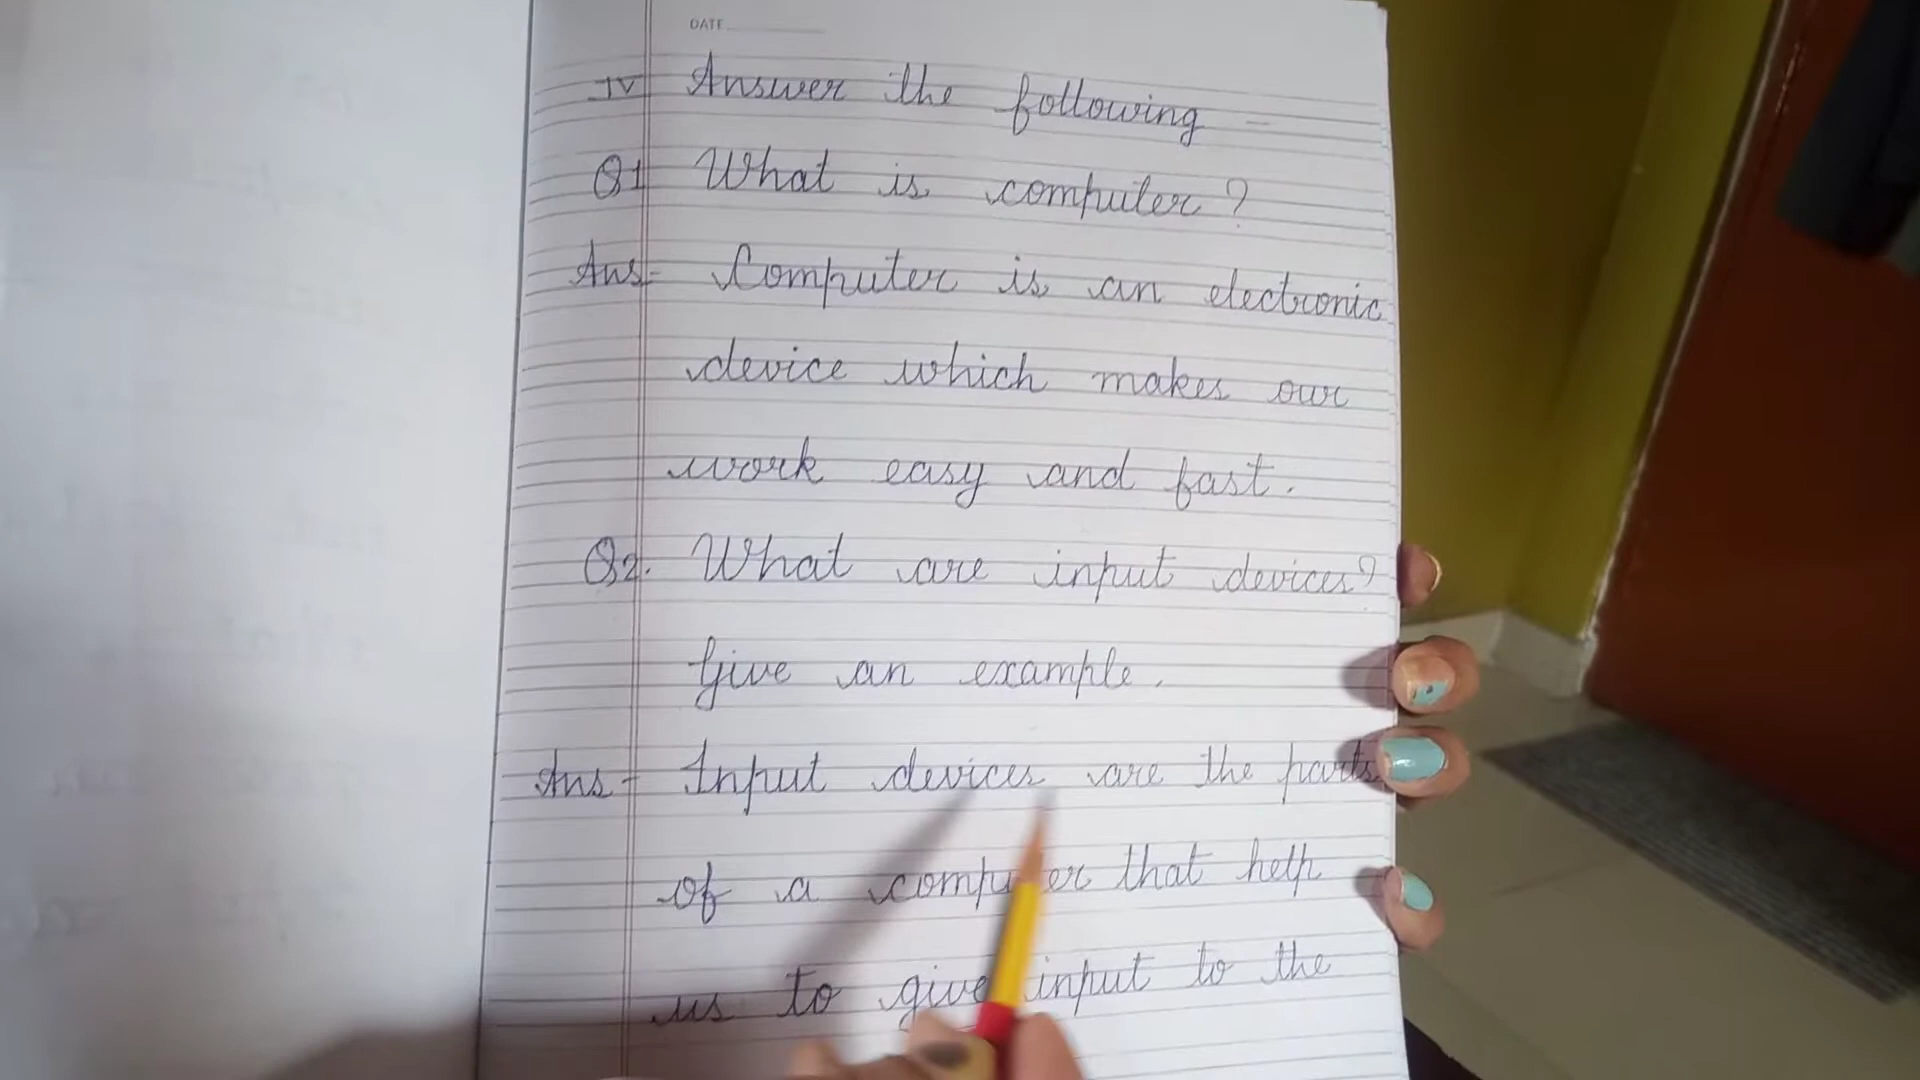 DATE
IV Answer the following -
Q1 What is computer?
Ans- Computer is an electronic
device which makes our
work easy and fast.
Q2. What are input devices?
Give an example.
Ans- Input devices are the parts
of a computer that help
us to give input to the